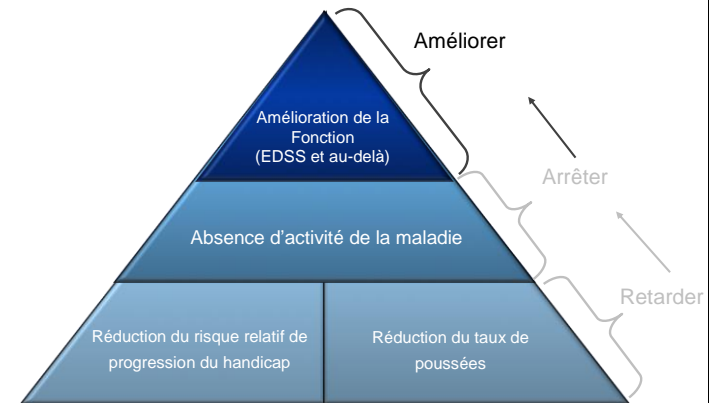 Améliorer
Amélioration de la
Fonction
(EDSS et au-delà)
Arrêter
Absence d'activité de la maladie
Retarder
Réduction du risque relatif de
progression du handicap
Réduction du taux de
poussées